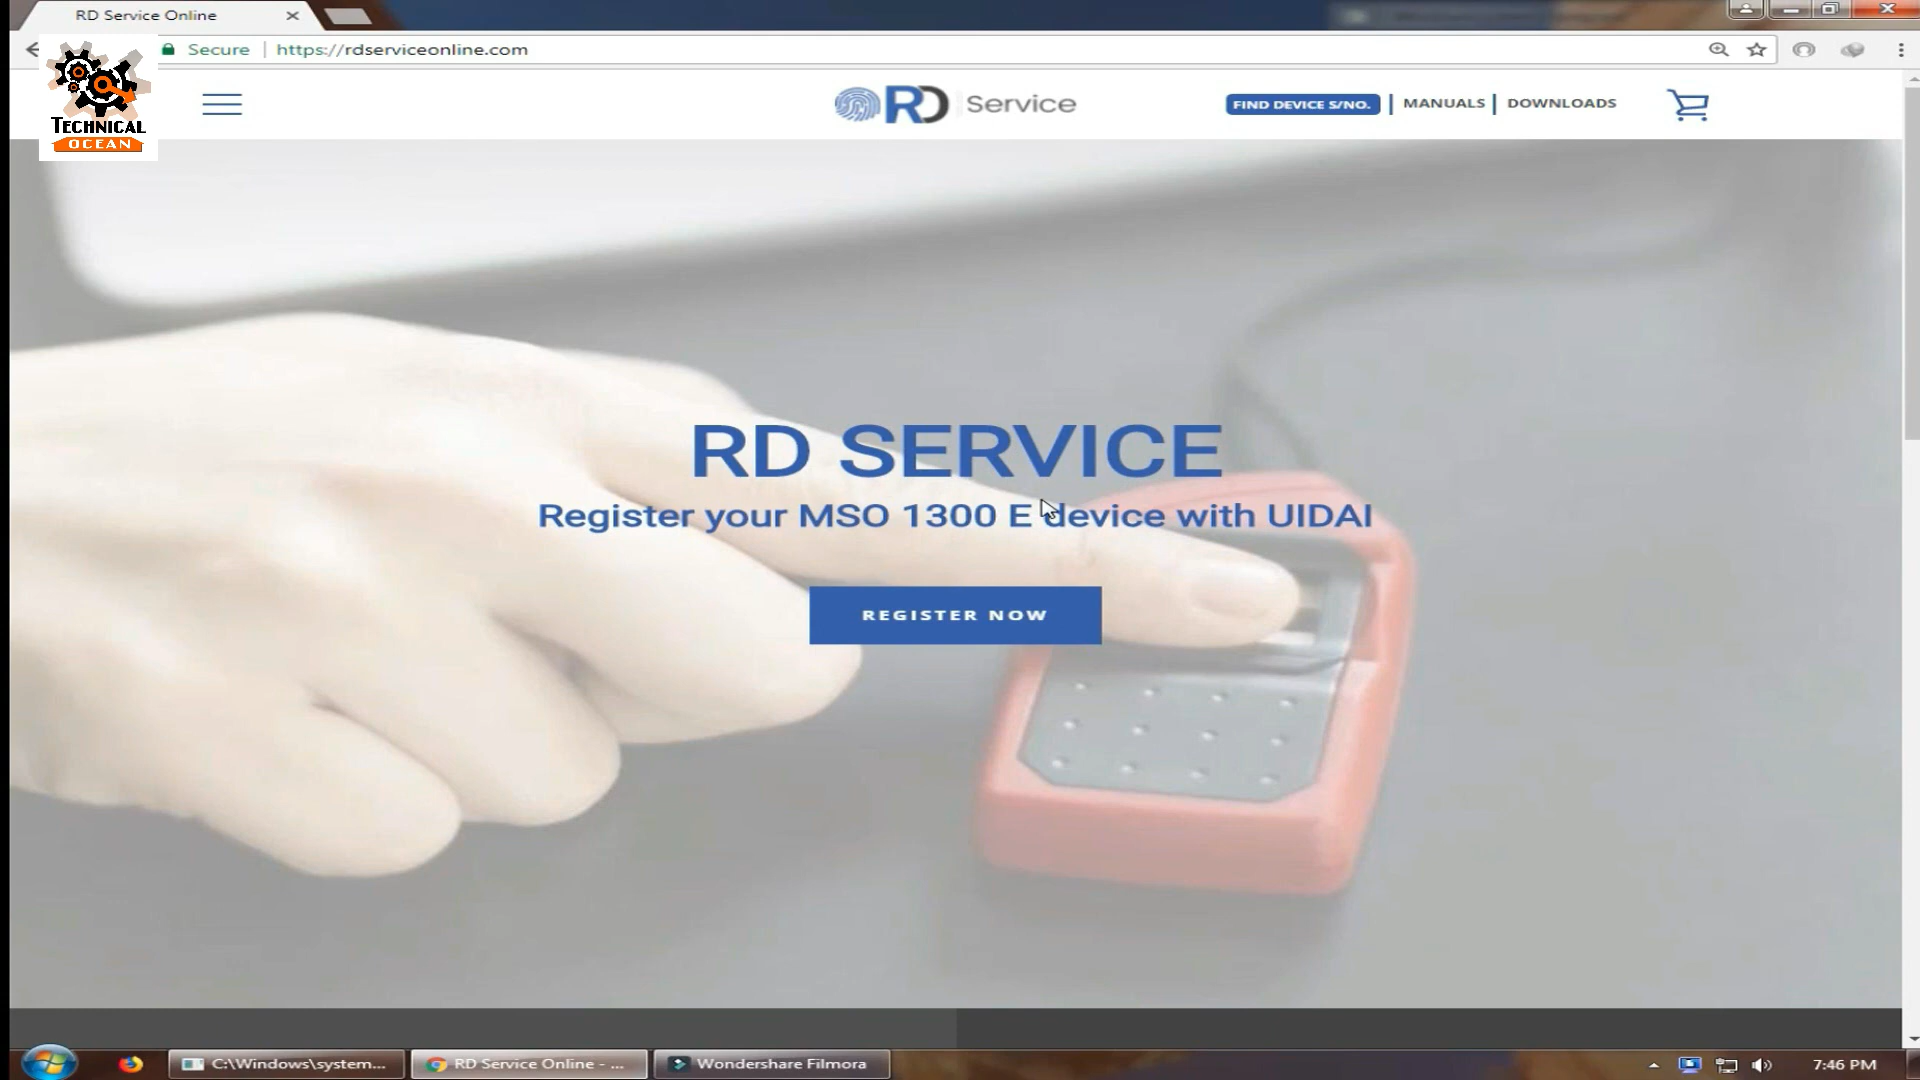 RD Service Online
Secure | https://rdserviceonline.com
TECHNICAL
OCEAN
RD Service
FIND DEVICE S/NO. | MANUALS | DOWNLOADS
RD SERVICE
Register your MSO 1300 E device with UIDAI
REGISTER NOW
C:\Windows\system...
RD Service Online - ...
Wondershare Filmora
7:46 PM